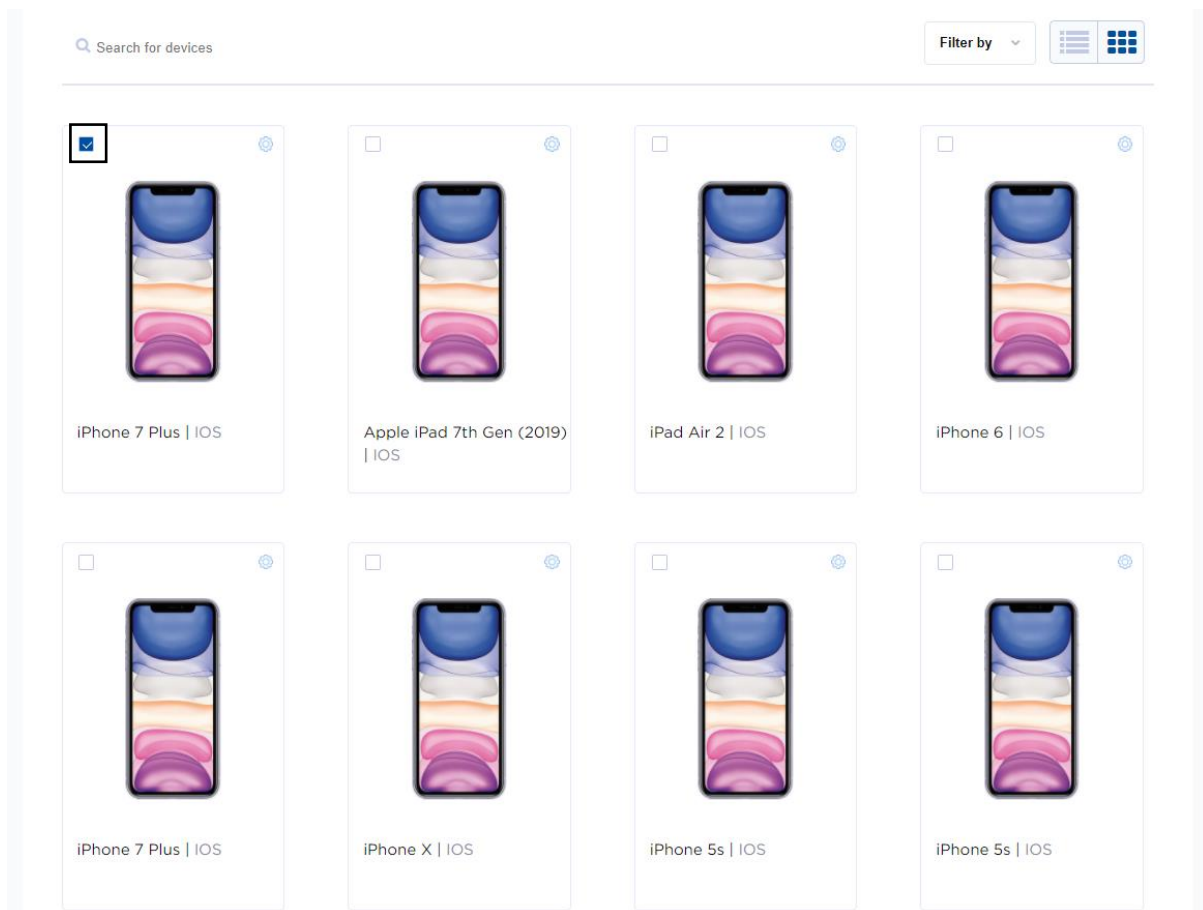 Search for devices
Filter by
iPhone 7 Plus | IOS
Apple iPad 7th Gen (2019)
| IOS
iPad Air 2 | IOS
iPhone 6 | IOS
iPhone 7 Plus | IOS
iPhone X | IOS
iPhone 5s | IOS
iPhone 5s | IOS